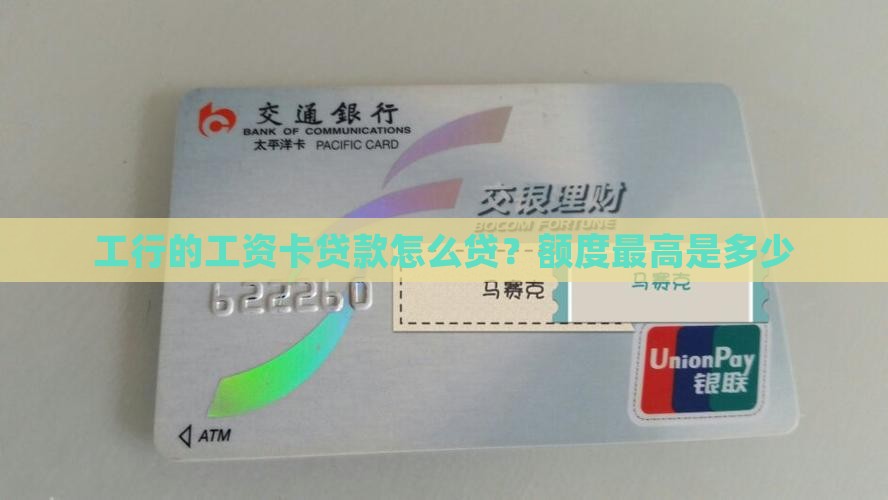 交通銀行
BANK OF COMMUNICATIONS
太平洋卡 PACIFIC CARD
交银理财
BOCOM FORTUNE
工行的工资卡贷款怎么贷？额度最高是多少
622260
马赛克 马赛克
UnionPay
银联
ATM